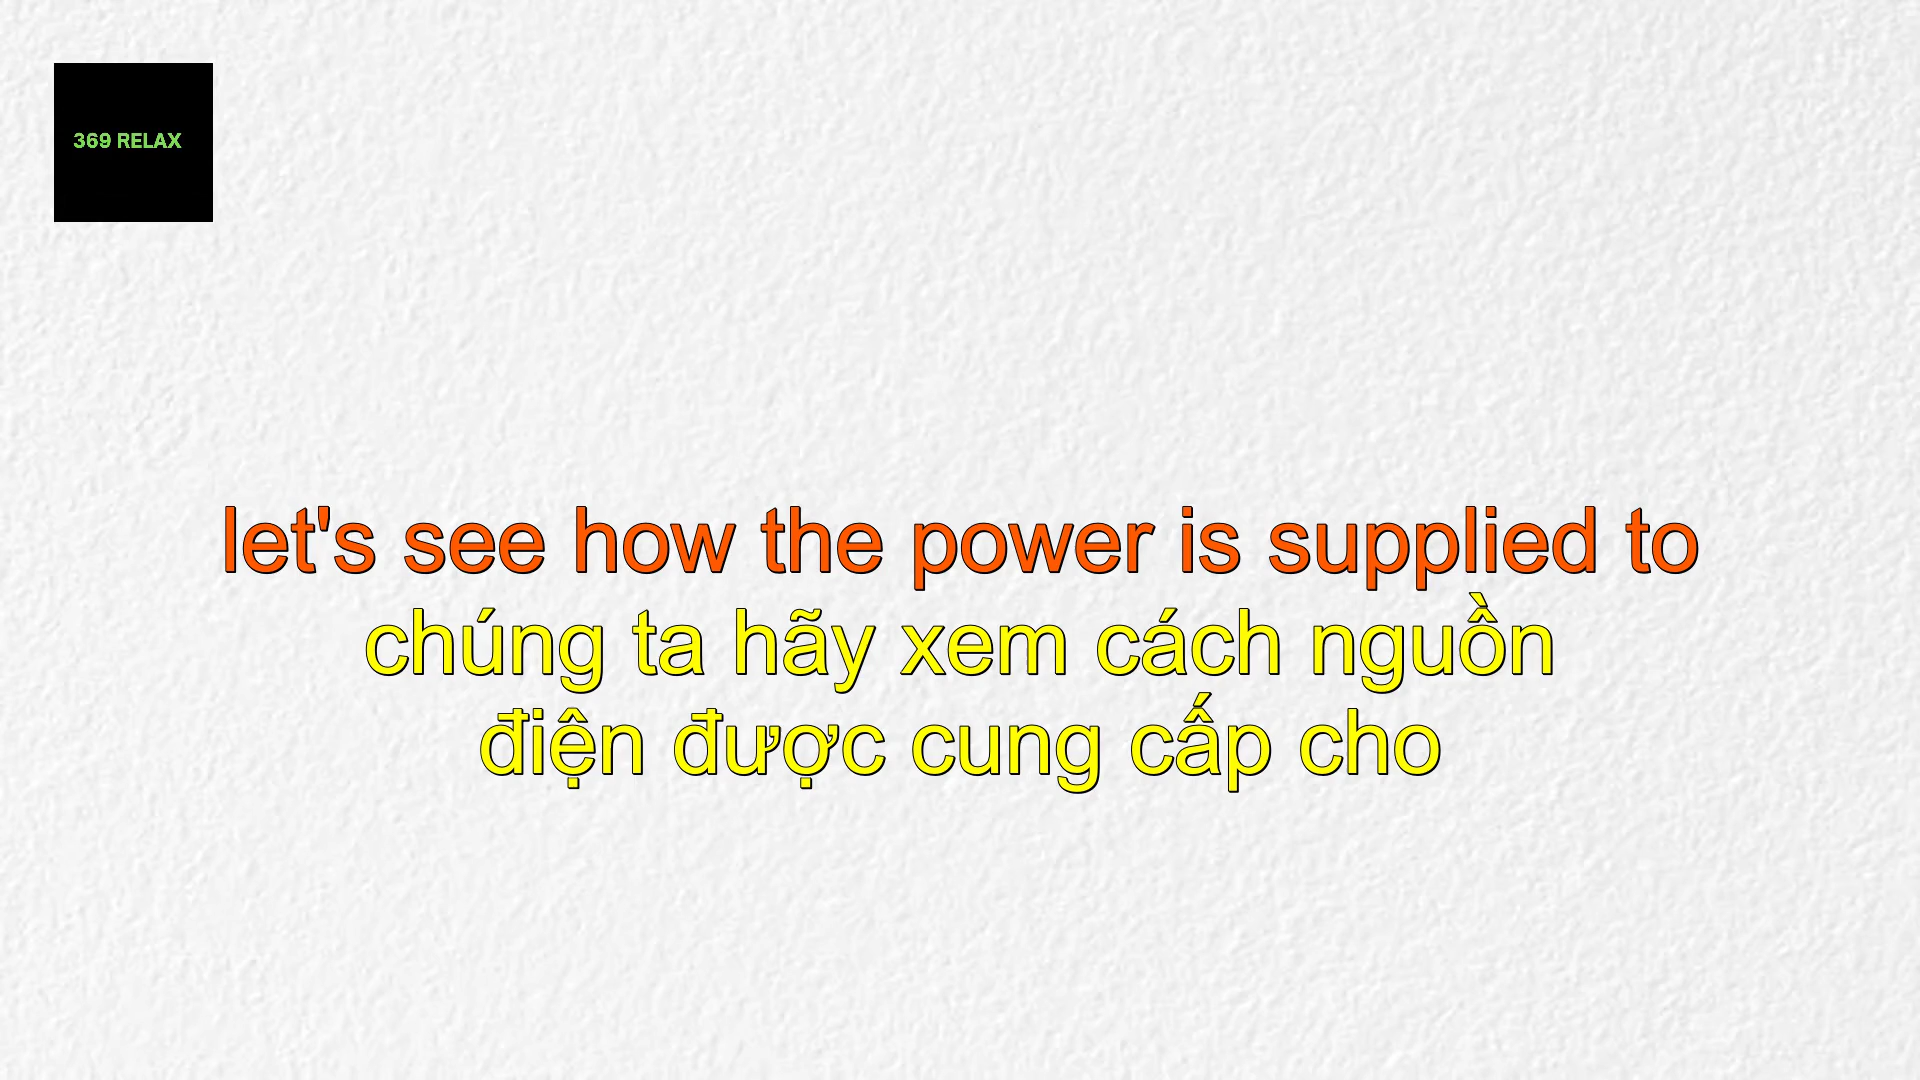 369 RELAX
let's see how the power is supplied to
chúng ta hãy xem cách nguồn
điện được cung cấp cho